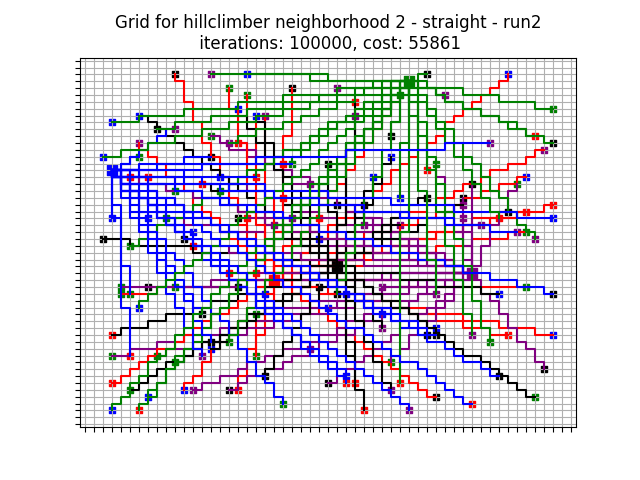 Grid for hillclimber neighborhood 2 - straight - run2
iterations: 100000, cost: 55861